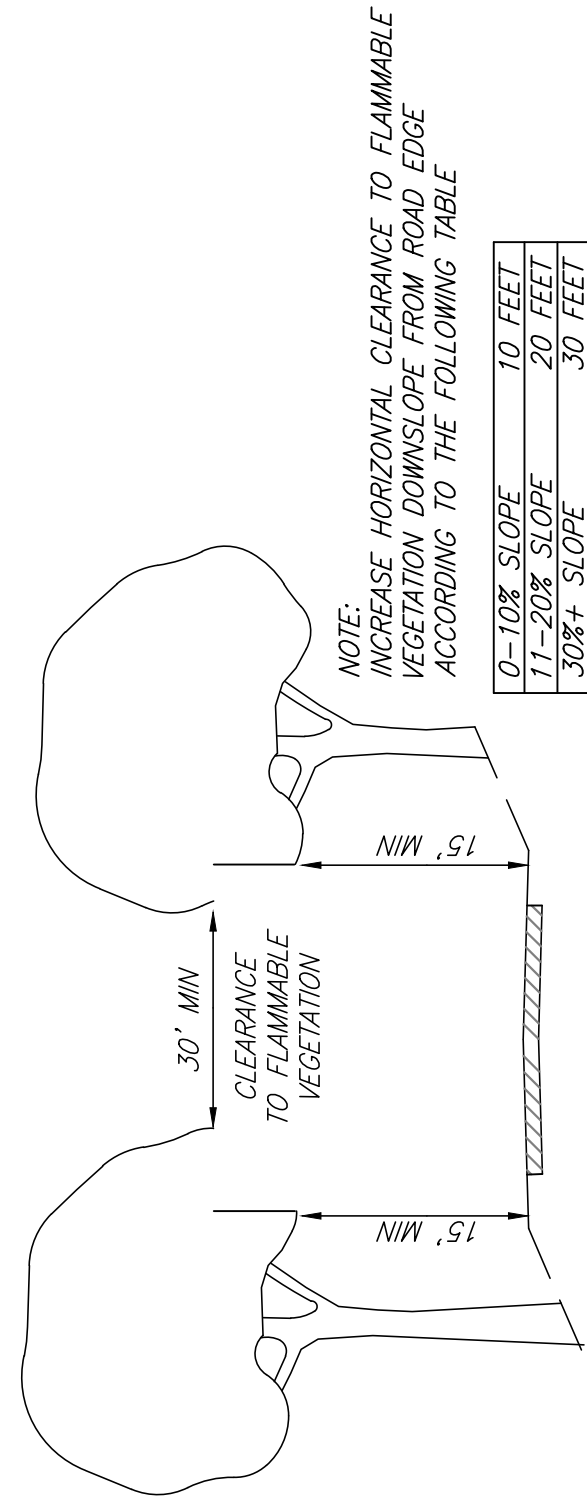 30' MIN
CLEARANCE
TO FLAMMABLE
VEGETATION
15' MIN
15' MIN
NOTE:
INCREASE HORIZONTAL CLEARANCE TO FLAMMABLE
VEGETATION DOWNSLOPE FROM ROAD EDGE
ACCORDING TO THE FOLLOWING TABLE
0-10% SLOPE 10 FEET
11-20% SLOPE 20 FEET
30%+ SLOPE 30 FEET